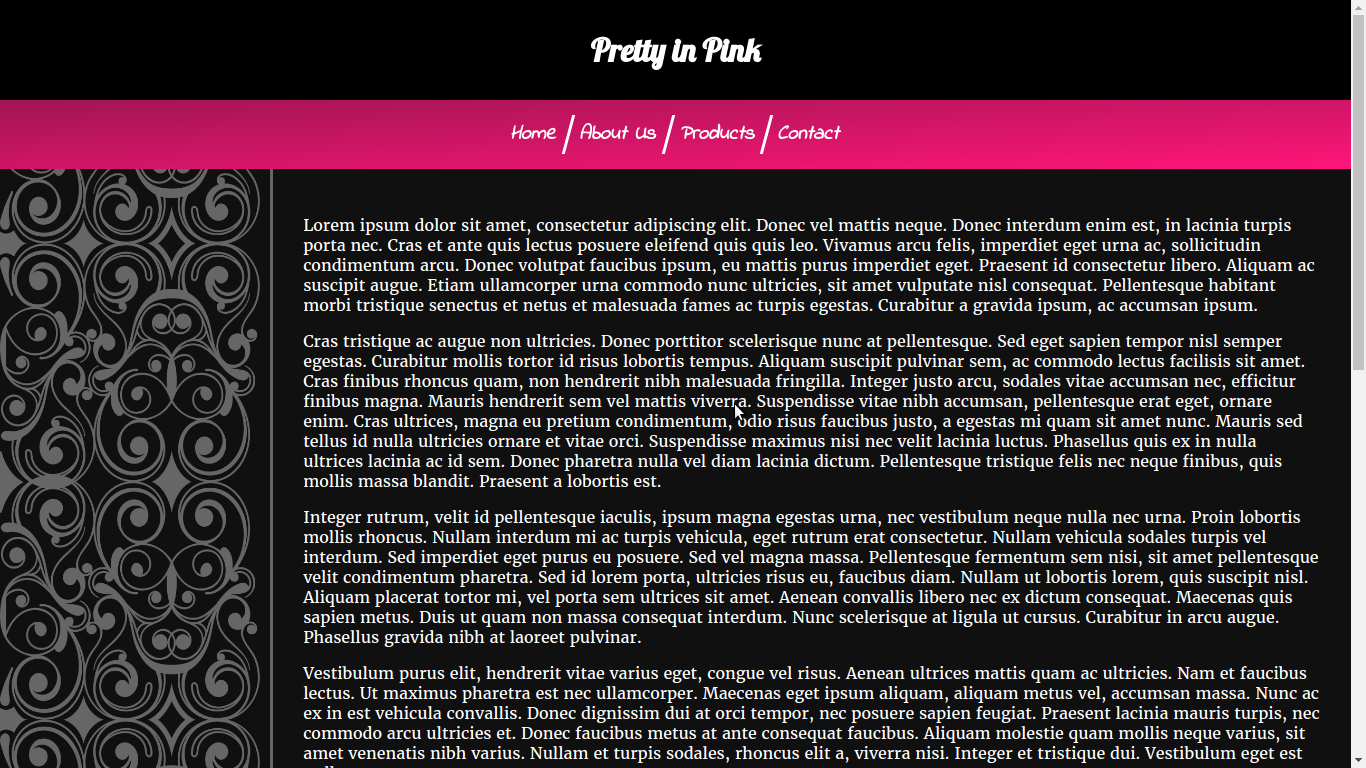 Pretty in Pink
Home / About Us / Products / Contact
Lorem ipsum dolor sit amet, consectetur adipiscing elit. Donec vel mattis neque. Donec interdum enim est, in lacinia turpis
porta nec. Cras et ante quis lectus posuere eleifend quis quis leo. Vivamus arcu felis, imperdiet eget urna ac, sollicitudin
condimentum arcu. Donec volutpat faucibus ipsum, eu mattis purus imperdiet eget. Praesent id consectetur libero. Aliquam ac
suscipit augue. Etiam ullamcorper urna commodo nunc ultricies, sit amet vulputate nisl consequat. Pellentesque habitant
morbi tristique senectus et netus et malesuada fames ac turpis egestas. Curabitur a gravida ipsum, ac accumsan ipsum.
Cras tristique ac augue non ultricies. Donec porttitor scelerisque nunc at pellentesque. Sed eget sapien tempor nisl semper
egestas. Curabitur mollis tortor id risus lobortis tempus. Aliquam suscipit pulvinar sem, ac commodo lectus facilisis sit amet.
Cras finibus rhoncus quam, non hendrerit nibh malesuada fringilla. Integer justo arcu, sodales vitae accumsan nec, efficitur
finibus magna. Mauris hendrerit sem vel mattis viverra. Suspendisse vitae nibh accumsan, pellentesque erat eget, ornare
enim. Cras ultrices, magna eu pretium condimentum, odio risus faucibus justo, a egestas mi quam sit amet nunc. Mauris sed
tellus id nulla ultricies ornare et vitae orci. Suspendisse maximus nisi nec velit lacinia luctus. Phasellus quis ex in nulla
ultrices lacinia ac id sem. Donec pharetra nulla vel diam lacinia dictum. Pellentesque tristique felis nec neque finibus, quis
mollis massa blandit. Praesent a lobortis est.
Integer rutrum, velit id pellentesque iaculis, ipsum magna egestas urna, nec vestibulum neque nulla nec urna. Proin lobortis
mollis rhoncus. Nullam interdum mi ac turpis vehicula, eget rutrum erat consectetur. Nullam vehicula sodales turpis vel
interdum. Sed imperdiet eget purus eu posuere. Sed vel magna massa. Pellentesque fermentum sem nisi, sit amet pellentesque
velit condimentum pharetra. Sed id lorem porta, ultricies risus eu, faucibus diam. Nullam ut lobortis lorem, quis suscipit nisl.
Aliquam placerat tortor mi, vel porta sem ultrices sit amet. Aenean convallis libero nec ex dictum consequat. Maecenas quis
sapien metus. Duis ut quam non massa consequat interdum. Nunc scelerisque at ligula ut cursus. Curabitur in arcu augue.
Phasellus gravida nibh at laoreet pulvinar.
Vestibulum purus elit, hendrerit vitae varius eget, congue vel risus. Aenean ultrices mattis quam ac ultricies. Nam et faucibus
lectus. Ut maximus pharetra est nec ullamcorper. Maecenas eget ipsum aliquam, aliquam metus vel, accumsan massa. Nunc ac
ex in est vehicula convallis. Donec dignissim dui at orci tempor, nec posuere sapien feugiat. Praesent lacinia mauris turpis, nec
commodo arcu ultricies et. Donec faucibus metus at ante consequat faucibus. Aliquam molestie quam mollis neque varius, sit
amet venenatis nibh varius. Nullam et turpis sodales, rhoncus elit a, viverra nisi. Integer et tristique dui. Vestibulum eget est